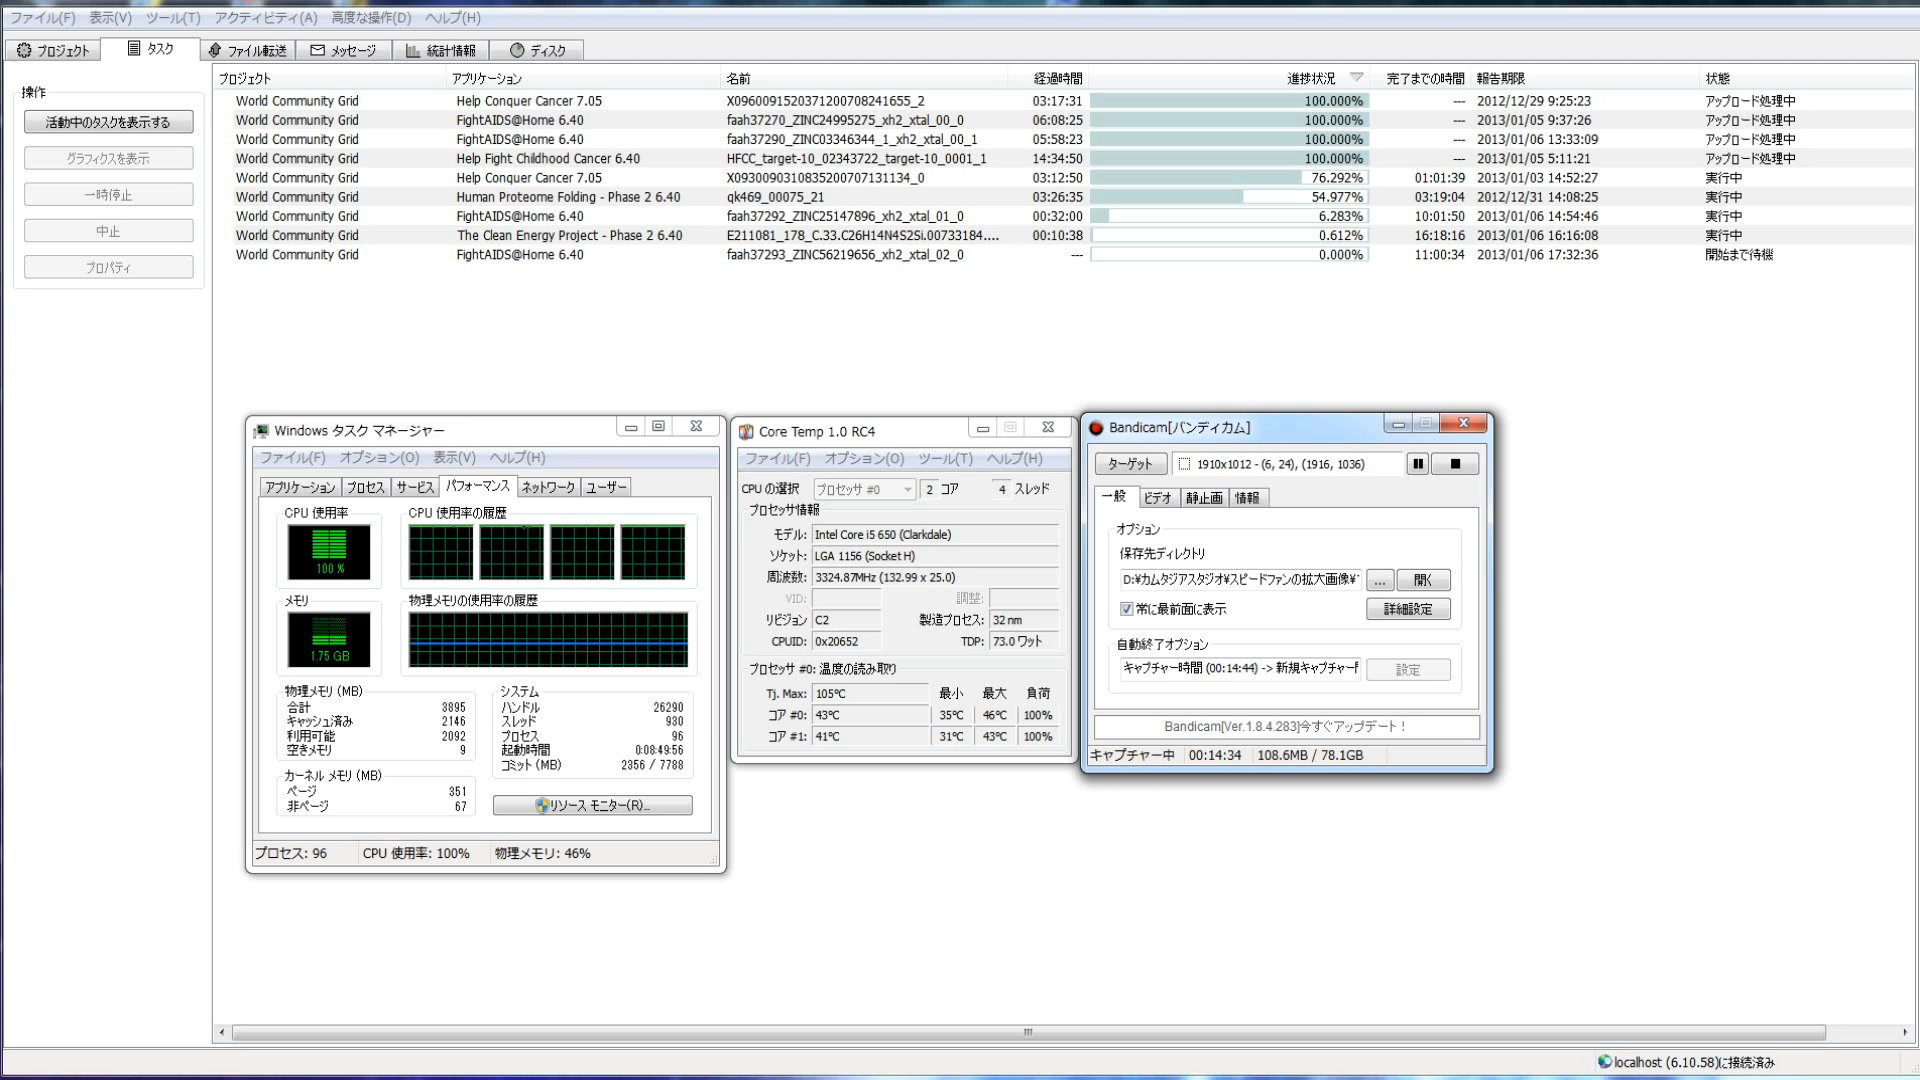 ファイル(F) 表示(V) ツール(T) アクティビティ(A) 高度な操作(D) ヘルプ(H)
プロジェクト タスク ファイル転送 メッセージ 統計情報 ディスク
操作
活動中のタスクを表示する
グラフィクスを表示
一時停止
中止
プロパティ
プロジェクト アプリケーション 名前 経過時間 進捗状況 完了までの時間 報告期限 状態
World Community Grid Help Conquer Cancer 7.05 X0960091520371200708241655_2 03:17:31 100.000% --- 2012/12/29 9:25:23 アップロード処理中
World Community Grid FightAIDS@Home 6.40 faah37270_ZINC24995275_xh2_xtal_00_0 06:08:25 100.000% --- 2013/01/05 9:37:26 アップロード処理中
World Community Grid FightAIDS@Home 6.40 faah37290_ZINC03346344_1_xh2_xtal_00_1 05:58:23 100.000% --- 2013/01/06 13:33:09 アップロード処理中
World Community Grid Help Fight Childhood Cancer 6.40 HFCC_target-10_02343722_target-10_0001_1 14:34:50 100.000% --- 2013/01/05 5:11:21 アップロード処理中
World Community Grid Help Conquer Cancer 7.05 X0930090310835200707131134_0 03:12:50 76.292% 01:01:39 2013/01/03 14:52:27 実行中
World Community Grid Human Proteome Folding - Phase 2 6.40 qk469_00075_21 03:26:35 54.977% 03:19:04 2012/12/31 14:08:25 実行中
World Community Grid FightAIDS@Home 6.40 faah37292_ZINC25147896_xh2_xtal_01_0 00:32:00 6.283% 10:01:50 2013/01/06 14:54:46 実行中
World Community Grid The Clean Energy Project - Phase 2 6.40 E211081_178_C.33.C26H14N4S2Si.00733184.... 00:10:38 0.612% 16:18:16 2013/01/06 16:16:08 実行中
World Community Grid FightAIDS@Home 6.40 faah37293_ZINC56219656_xh2_xtal_02_0 --- 0.000% 11:00:34 2013/01/06 17:32:36 開始まで待機
Windows タスク マネージャー
ファイル(F) オプション(O) 表示(V) ヘルプ(H)
アプリケーション プロセス サービス パフォーマンス ネットワーク ユーザー
CPU 使用率 CPU 使用率の履歴
100 %
メモリ 物理メモリの使用率の履歴
1.75 GB
物理メモリ (MB)
合計 3895
キャッシュ済み 2146
利用可能 2092
空きメモリ 9
カーネル メモリ (MB)
ページ 351
非ページ 67
システム
ハンドル 26290
スレッド 930
プロセス 96
起動時間 0:08:49:56
コミット (MB) 2356 / 7788
リソース モニター(R)...
プロセス: 96 CPU 使用率: 100% 物理メモリ: 46%
Core Temp 1.0 RC4
ファイル(F) オプション(O) ツール(T) ヘルプ(H)
CPU の選択 プロセッサ #0 2 コア 4 スレッド
プロセッサ情報
モデル: Intel Core i5 650 (Clarkdale)
ソケット: LGA 1156 (Socket H)
周波数: 3324.87MHz (132.99 x 25.0)
VID: 調整:
リビジョン C2 製造プロセス: 32 nm
CPUID: 0x20652 TDP: 73.0 ワット
プロセッサ #0: 温度の読み取り
Tj. Max: 105℃ 最小 最大 負荷
コア #0: 43℃ 35℃ 46℃ 100%
コア #1: 41℃ 31℃ 43℃ 100%
Bandicam[バンディカム]
ターゲット 1910x1012 - (6, 24), (1916, 1036)
一般 ビデオ 静止画 情報
オプション
保存先ディレクトリ
D:¥カムタジアスタジオ¥スピードファンの拡大画像¥ ... 開く
常に最前面に表示 詳細設定
自動終了オプション
キャプチャー時間 (00:14:44) -> 新規キャプチャー 設定
Bandicam[Ver.1.8.4.283]今すぐアップデート！
キャプチャー中 00:14:34 108.6MB / 78.1GB
localhost (6.10.58)に接続済み